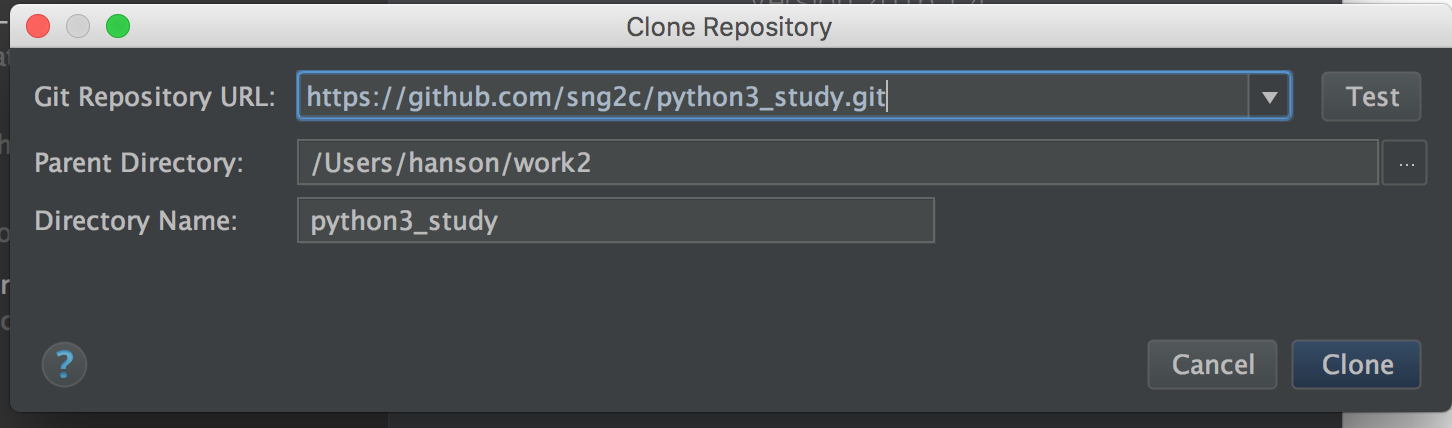 Clone Repository
Git Repository URL: https://github.com/sng2c/python3_study.git Test
Parent Directory: /Users/hanson/work2 ...
Directory Name: python3_study
? Cancel Clone